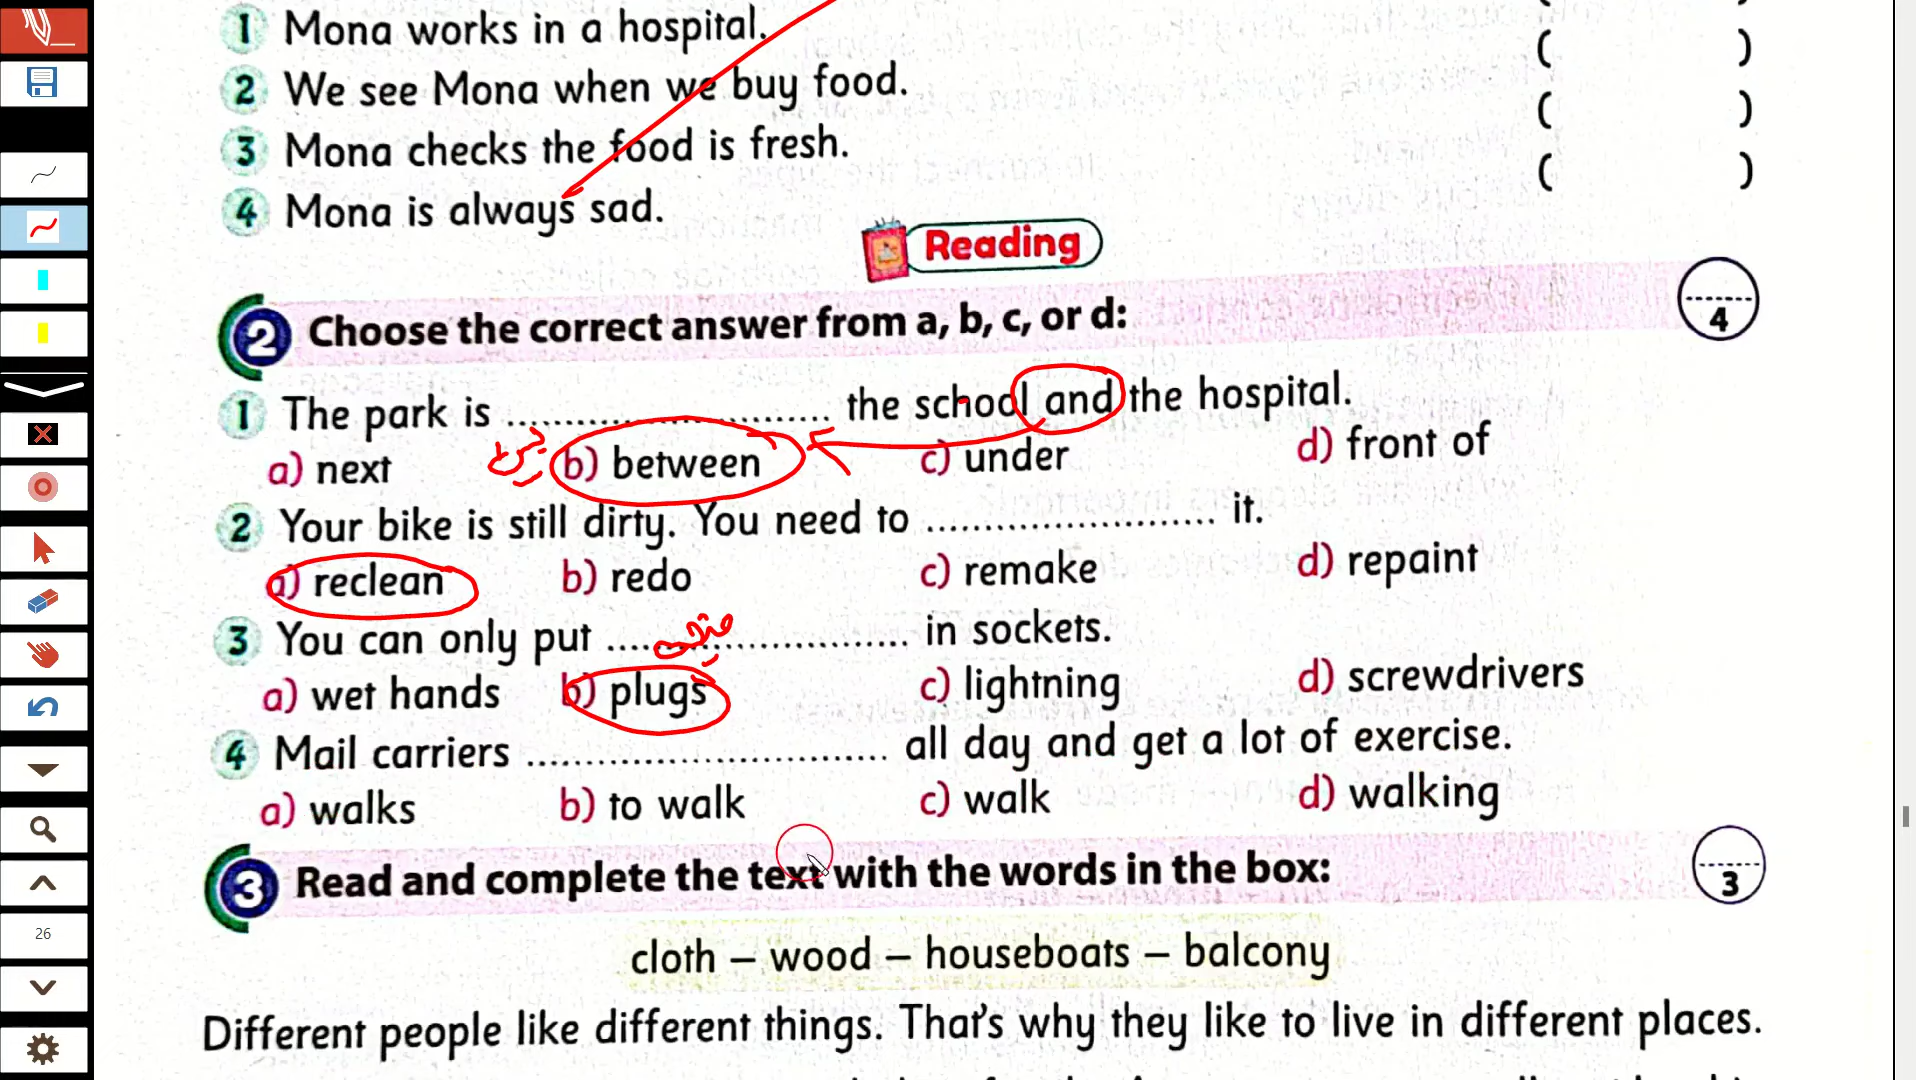 1 Mona works in a hospital.
( )
2 We see Mona when we buy food.
( )
3 Mona checks the food is fresh.
( )
4 Mona is always sad.
Reading
2 Choose the correct answer from a, b, c, or d:
4
1 The park is ........................... the school and the hospital.
a) next b) between c) under d) front of
2 Your bike is still dirty. You need to ......................... it.
a) reclean b) redo c) remake d) repaint
3 You can only put .......................... in sockets.
a) wet hands b) plugs c) lightning d) screwdrivers
4 Mail carriers ............................... all day and get a lot of exercise.
a) walks b) to walk c) walk d) walking
3 Read and complete the text with the words in the box:
3
cloth – wood – houseboats – balcony
Different people like different things. That's why they like to live in different places.
26